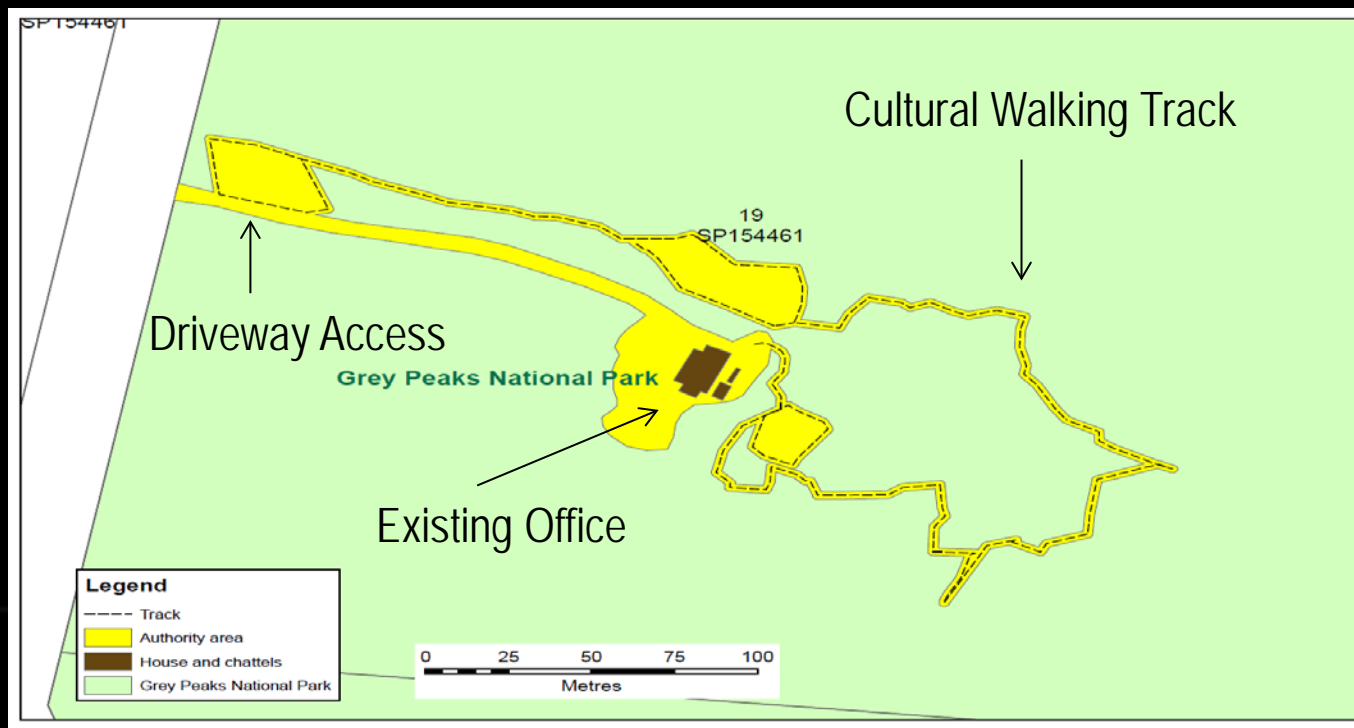 SP154461
Cultural Walking Track
19
SP154461
Driveway Access
Grey Peaks National Park
Existing Office
Legend
Track
Authority area
House and chattels
Grey Peaks National Park
0 25 50 75 100
Metres